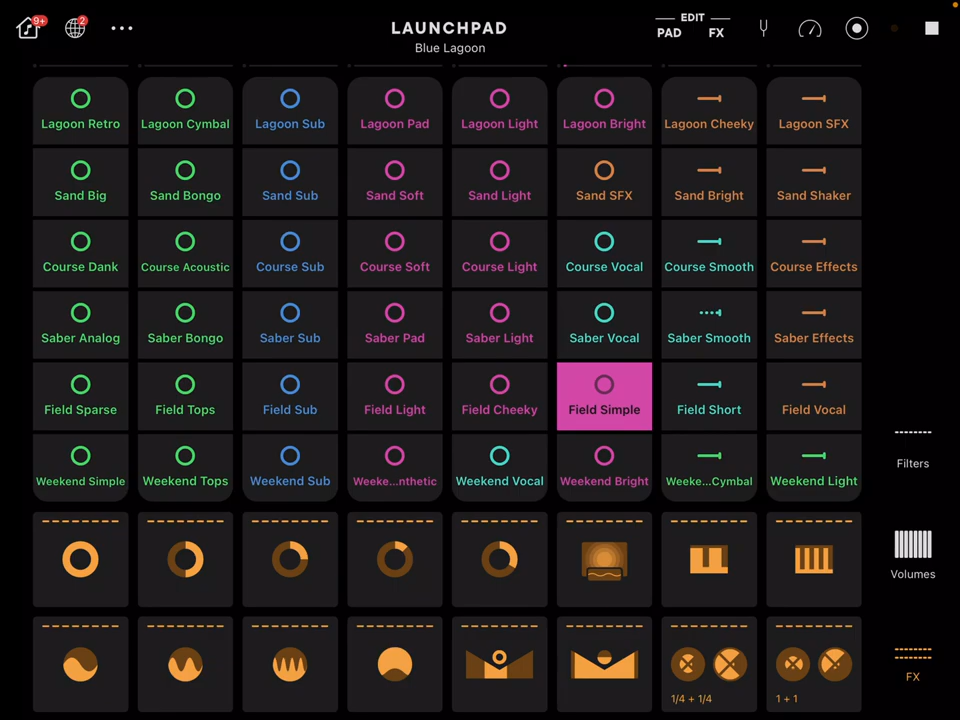 9+
2
LAUNCHPAD
Blue Lagoon
EDIT
PAD FX
Lagoon Retro Lagoon Cymbal Lagoon Sub Lagoon Pad Lagoon Light Lagoon Bright Lagoon Cheeky Lagoon SFX
Sand Big Sand Bongo Sand Sub Sand Soft Sand Light Sand SFX Sand Bright Sand Shaker
Course Dank Course Acoustic Course Sub Course Soft Course Light Course Vocal Course Smooth Course Effects
Saber Analog Saber Bongo Saber Sub Saber Pad Saber Light Saber Vocal Saber Smooth Saber Effects
Field Sparse Field Tops Field Sub Field Light Field Cheeky Field Simple Field Short Field Vocal
Filters
Weekend Simple Weekend Tops Weekend Sub Weeke...nthetic Weekend Vocal Weekend Bright Weeke...Cymbal Weekend Light
Volumes
FX
1/4 + 1/4 1 + 1